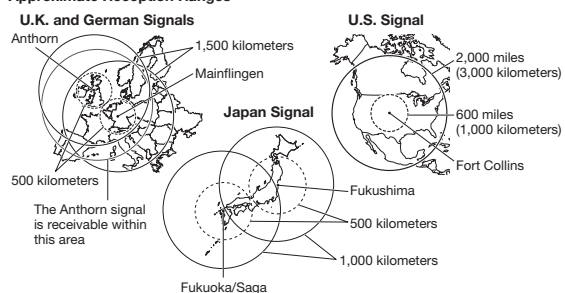 Approximate Reception Ranges
U.K. and German Signals
Anthorn
1,500 kilometers
Mainflingen
500 kilometers
The Anthorn signal
is receivable within
this area
Japan Signal
Fukushima
500 kilometers
1,000 kilometers
Fukuoka/Saga
U.S. Signal
2,000 miles
(3,000 kilometers)
600 miles
(1,000 kilometers)
Fort Collins